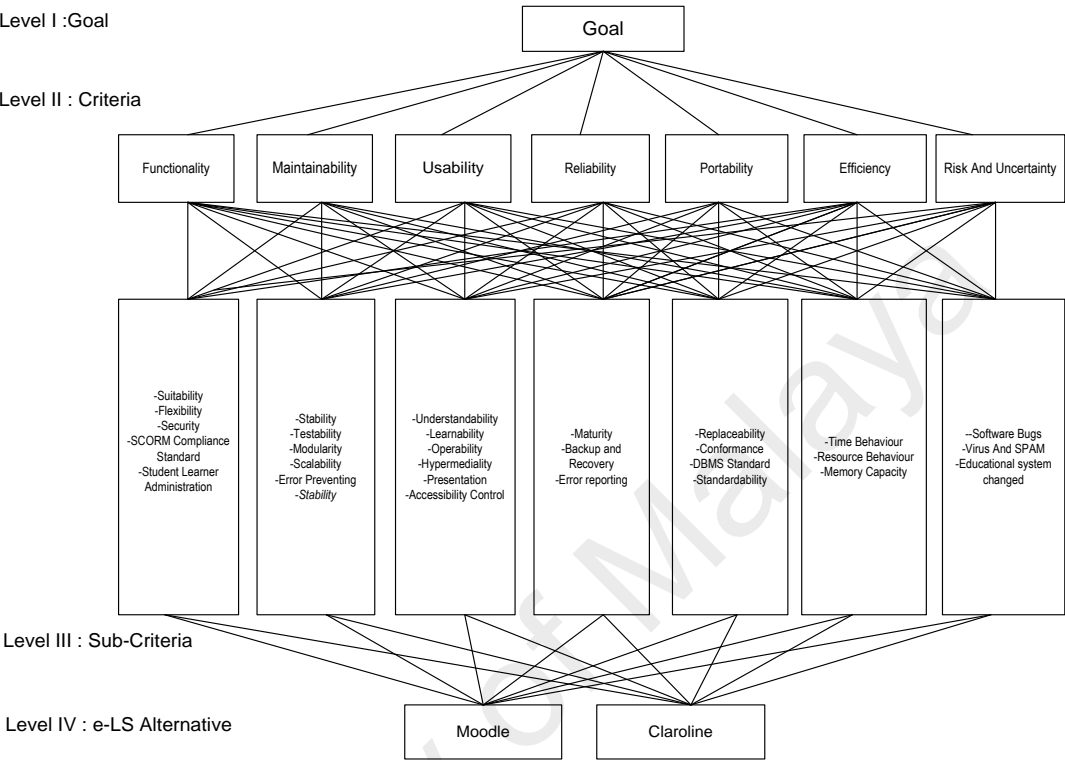 Level I :Goal
Goal
Level II : Criteria
Functionality
Maintainability
Usability
Reliability
Portability
Efficiency
Risk And Uncertainty
-Suitability
-Flexibility
-Security
-SCORM Compliance
Standard
-Student Learner
Administration
-Stability
-Testability
-Modularity
-Scalability
-Error Preventing
-Stability
-Understandability
-Learnability
-Operability
-Hypermediality
-Presentation
-Accessibility Control
-Maturity
-Backup and
Recovery
-Error reporting
-Replaceability
-Conformance
-DBMS Standard
-Standardability
-Time Behaviour
-Resource Behaviour
-Memory Capacity
--Software Bugs
-Virus And SPAM
-Educational system
changed
Level III : Sub-Criteria
Level IV : e-LS Alternative
Moodle
Claroline
of Malaya